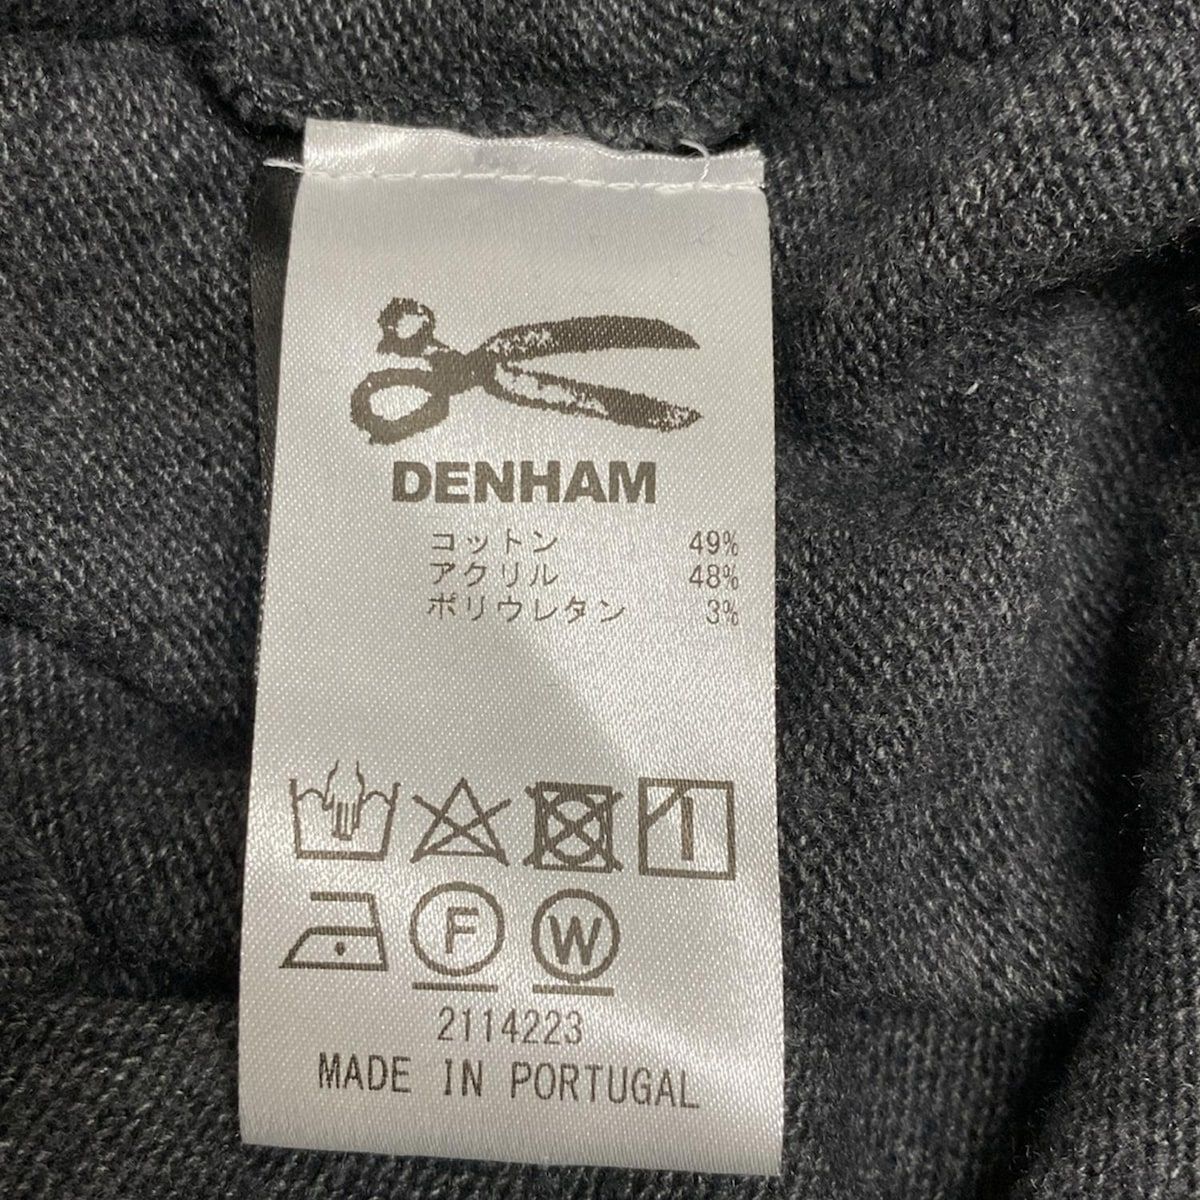 DENHAM
コットン 49%
アクリル 48%
ポリウレタン 3%
F W
2114223
MADE IN PORTUGAL